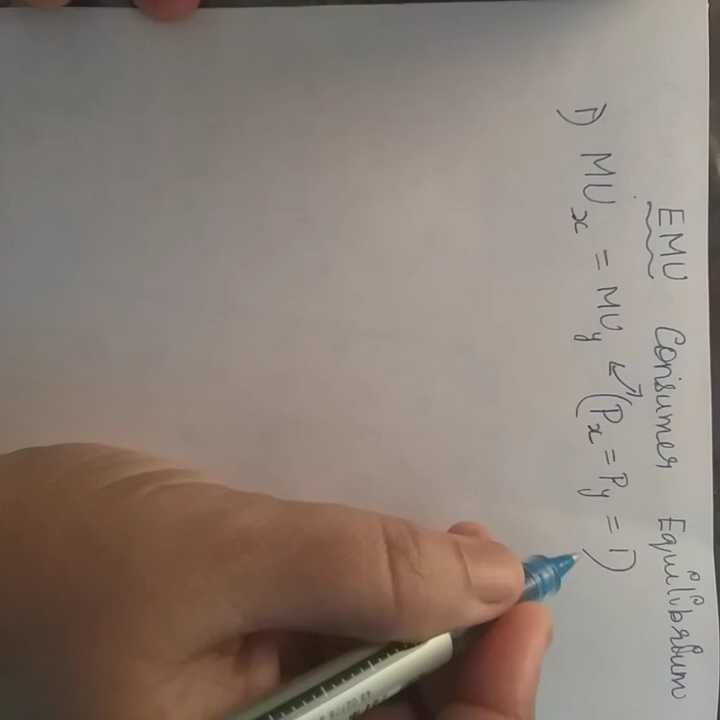 EMU Consumer Equilibrium
1) MUx = MUy ↙ (Px = Py = 1)